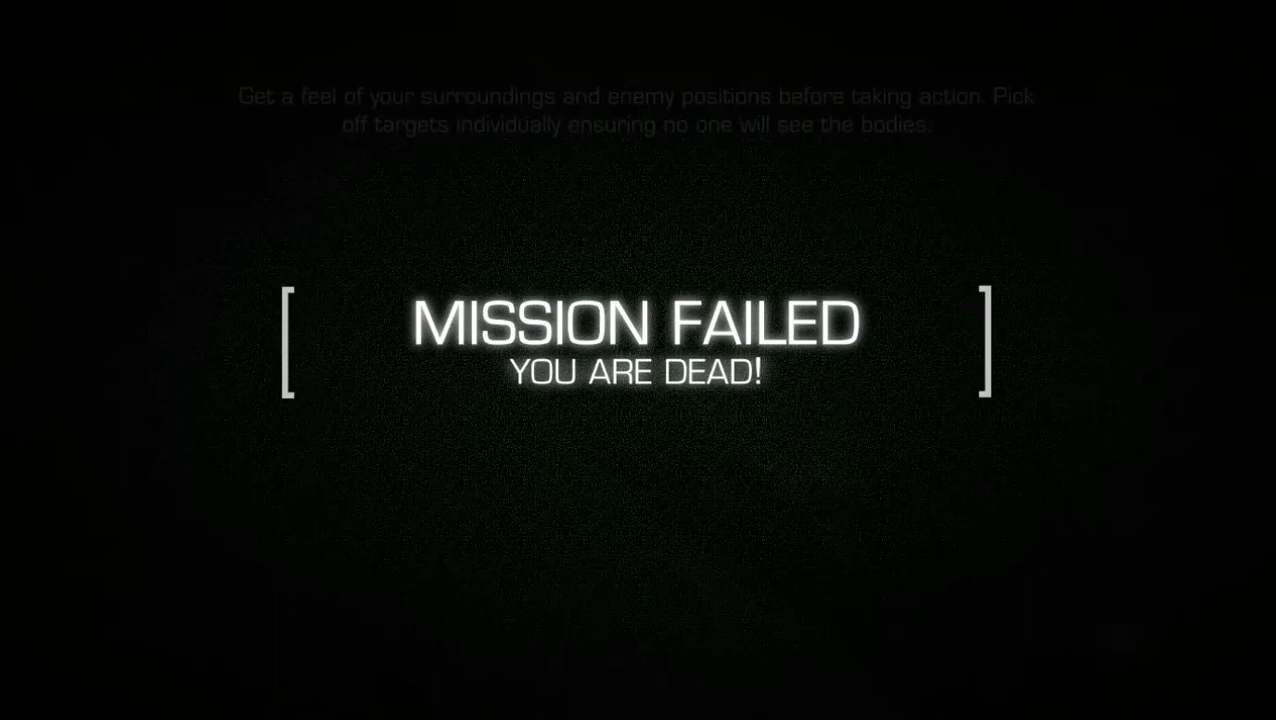 Get a feel of your surroundings and enemy positions before taking action. Pick
off targets individually ensuring no one will see the bodies.
[ MISSION FAILED ]
YOU ARE DEAD!